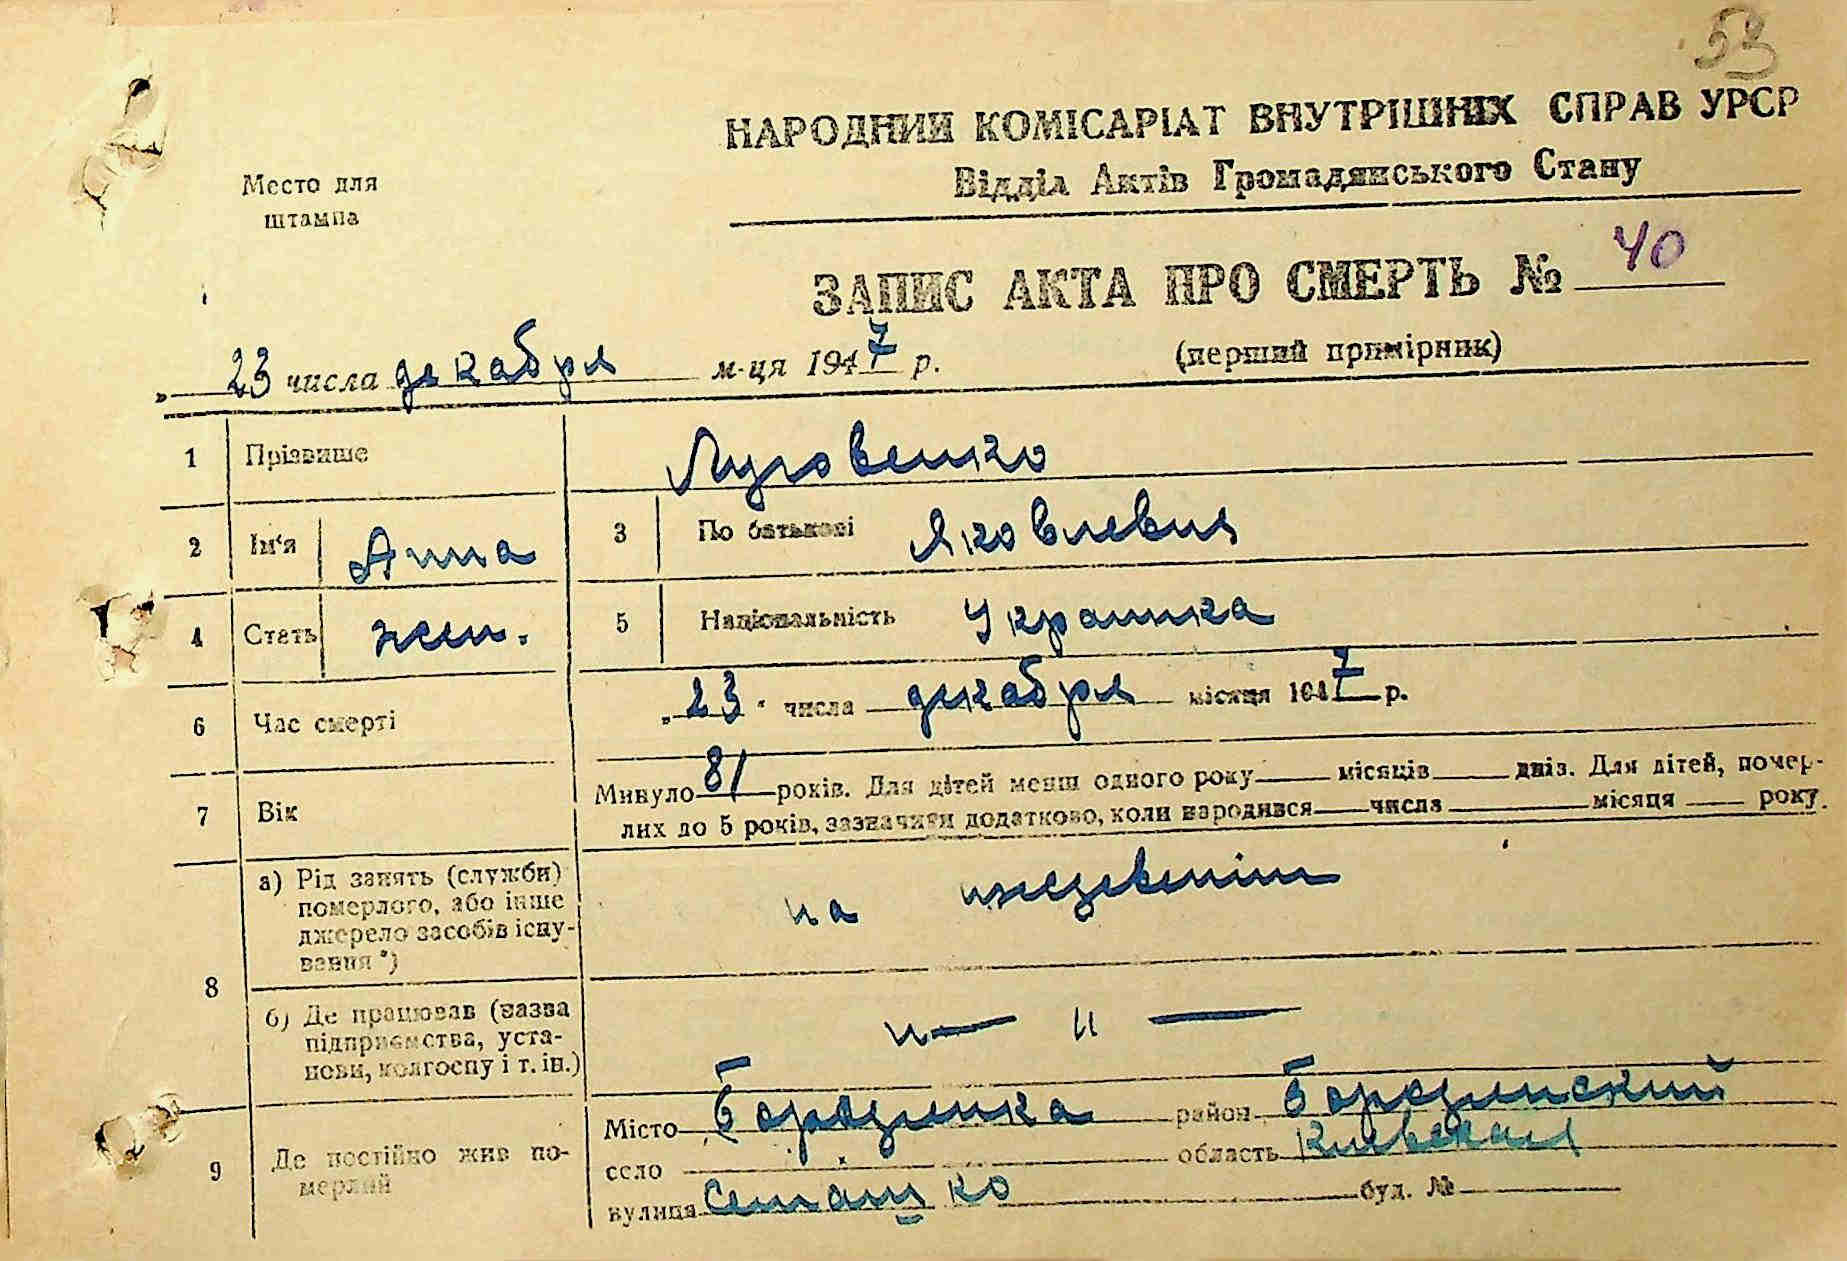 53
НАРОДНИЙ КОМІСАРІАТ ВНУТРІШНІХ СПРАВ УРСР
Відділ Актів Громадянського Стану
Место для
штампа
ЗАПИС АКТА ПРО СМЕРТЬ № 40
(перший примірник)
„ 23 числа декабря м-ця 1947 р.
1 Прізвище Луговенко
2 Ім'я Анна 3 По батькові Яковлевна
4 Стать жен. 5 Національність Украинка
6 Час смерті „23" числа декабря місяця 1947 р.
7 Вік Минуло 81 років. Для дітей менш одного року місяців днів. Для дітей, помер-
лих до 5 років, зазначити додатково, коли народився числа місяця року.
8 а) Рід занять (служби)
померлого, або інше
джерело засобів існу-
вання*)
на иждевении
б) Де працював (назва
підприємства, уста-
нови, колгоспу і т. ін.)
— " —
9 Де постійно жив по-
мерлий
Місто Бородянка район Бородянский
село область Киевская
вулиця Семашко буд. №